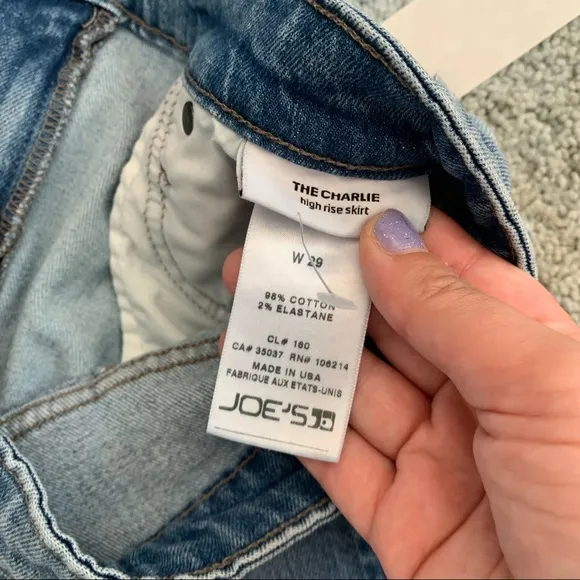 THE CHARLIE
high rise skirt
W 29
98% COTTON
2% ELASTANE
CL# 160
CA# 35037 RN# 106214
MADE IN USA
FABRIQUE AUX ETATS-UNIS
JOE'S